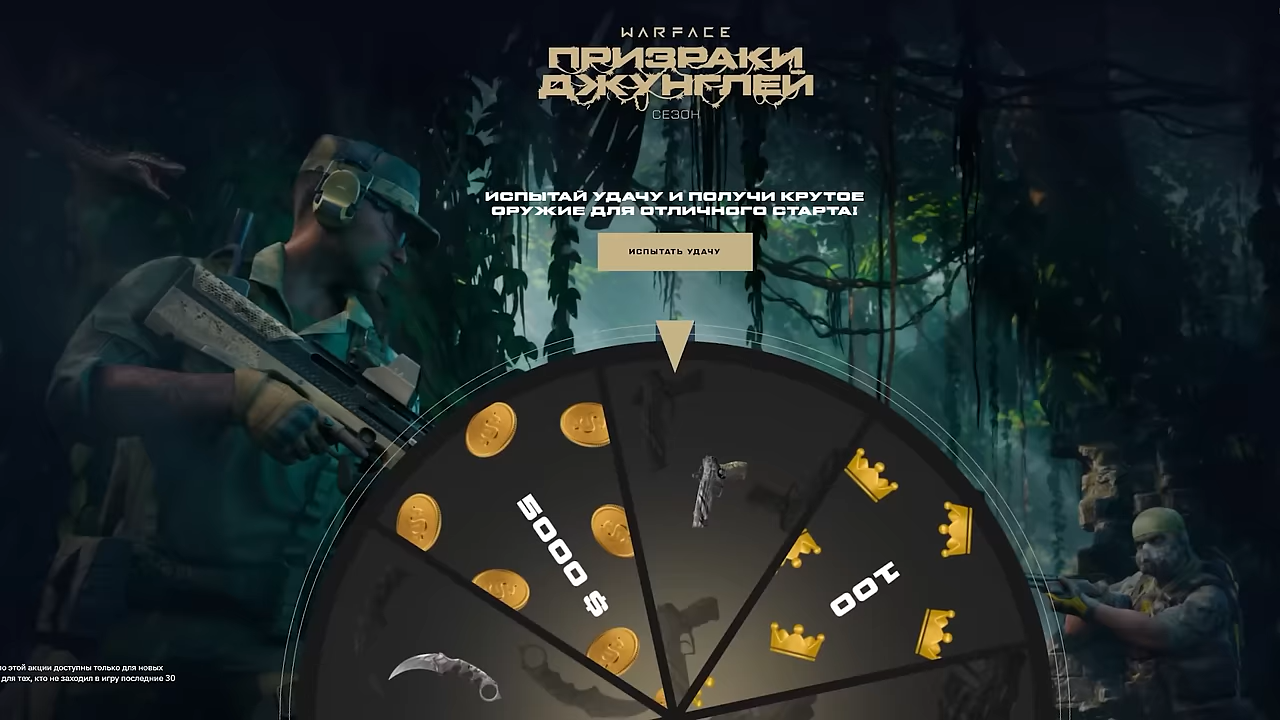 WARFACE
ПРИЗРАКИ
ДЖУНГЛЕЙ
СЕЗОН
ИСПЫТАЙ УДАЧУ И ПОЛУЧИ КРУТОЕ
ОРУЖИЕ ДЛЯ ОТЛИЧНОГО СТАРТА!
ИСПЫТАТЬ УДАЧУ
5000 $
100
по этой акции доступны только для новых
для тех, кто не заходил в игру последние 30